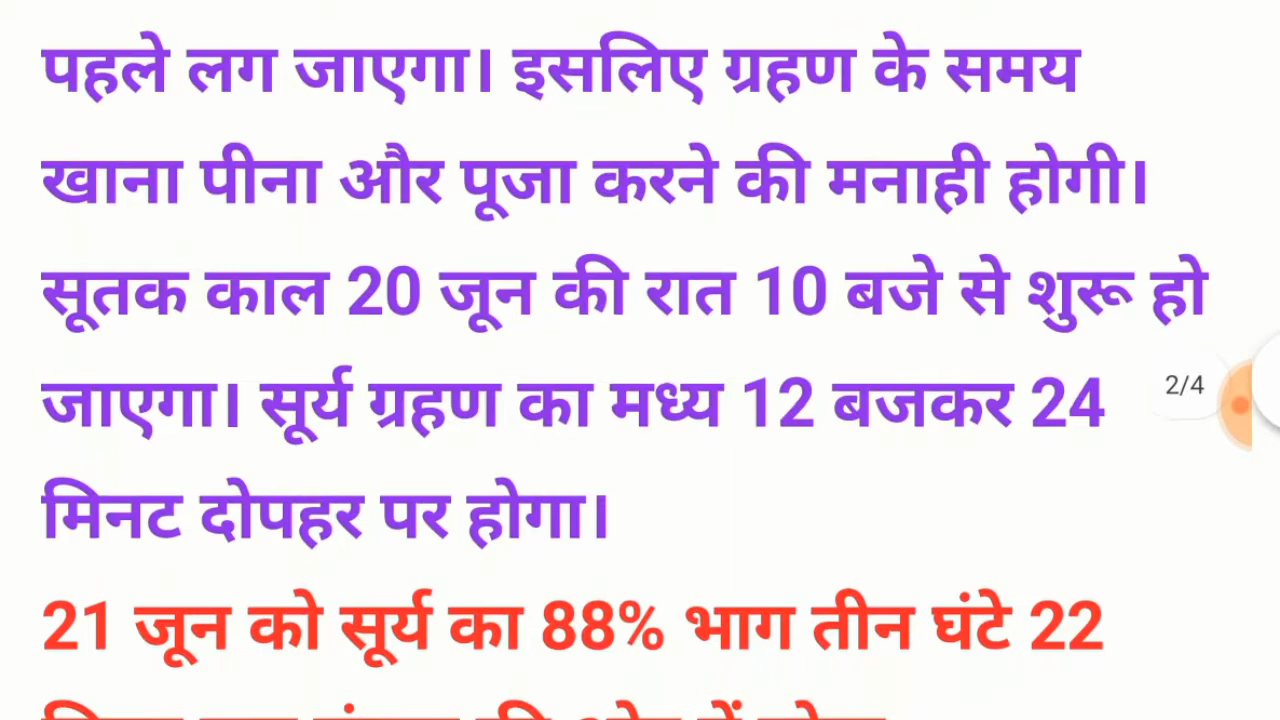 पहले लग जाएगा। इसलिए ग्रहण के समय
खाना पीना और पूजा करने की मनाही होगी।
सूतक काल 20 जून की रात 10 बजे से शुरू हो
जाएगा। सूर्य ग्रहण का मध्य 12 बजकर 24
2/4
मिनट दोपहर पर होगा।
21 जून को सूर्य का 88% भाग तीन घंटे 22